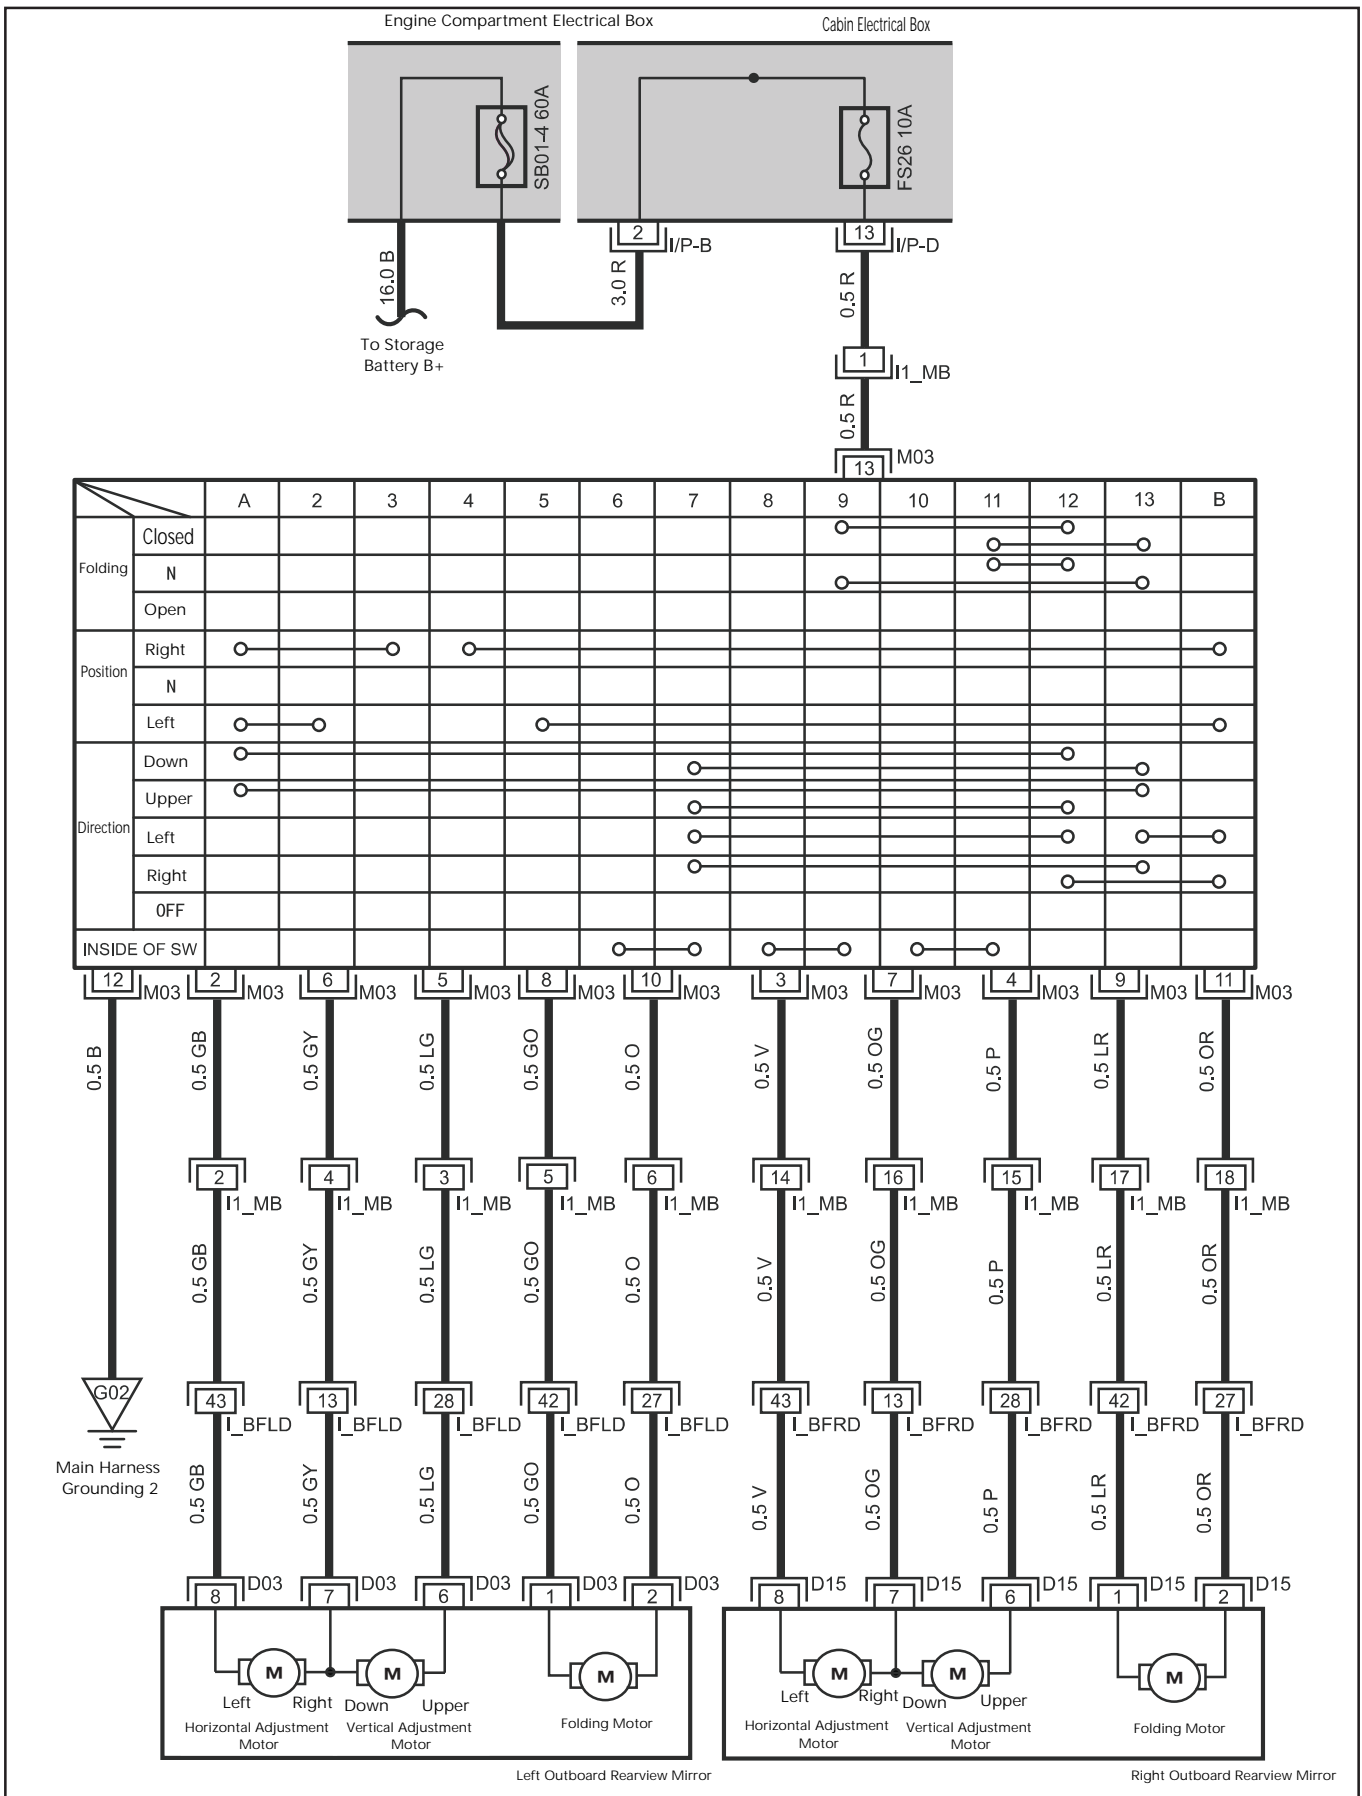 Engine Compartment Electrical Box
Cabin Electrical Box
SB01-4 60A
FS26 10A
2
I/P-B
13
I/P-D
16.0 B
3.0 R
0.5 R
To Storage
Battery B+
1
I1_MB
0.5 R
13
M03
A 2 3 4 5 6 7 8 9 10 11 12 13 B
Folding
Closed
N
Open
Position
Right
N
Left
Direction
Down
Upper
Left
Right
OFF
INSIDE OF SW
12 M03 2 M03 6 M03 5 M03 8 M03 10 M03 3 M03 7 M03 4 M03 9 M03 11 M03
0.5 B 0.5 GB 0.5 GY 0.5 LG 0.5 GO 0.5 O 0.5 V 0.5 OG 0.5 P 0.5 LR 0.5 OR
2 4 3 5 6 14 16 15 17 18
I1_MB I1_MB I1_MB I1_MB I1_MB I1_MB I1_MB I1_MB I1_MB I1_MB
0.5 GB 0.5 GY 0.5 LG 0.5 GO 0.5 O 0.5 V 0.5 OG 0.5 P 0.5 LR 0.5 OR
G02
43 13 28 42 27 43 13 28 42 27
I_BFLD I_BFLD I_BFLD I_BFLD I_BFLD I_BFRD I_BFRD I_BFRD I_BFRD I_BFRD
Main Harness
Grounding 2
0.5 GB 0.5 GY 0.5 LG 0.5 GO 0.5 O 0.5 V 0.5 OG 0.5 P 0.5 LR 0.5 OR
D03 D03 D03 D03 D03 D15 D15 D15 D15 D15
8 7 6 1 2 8 7 6 1 2
M M M M M M
Left Right Down Upper Left Right Down Upper
Horizontal Adjustment
Motor
Vertical Adjustment
Motor
Folding Motor
Horizontal Adjustment
Motor
Vertical Adjustment
Motor
Folding Motor
Left Outboard Rearview Mirror
Right Outboard Rearview Mirror